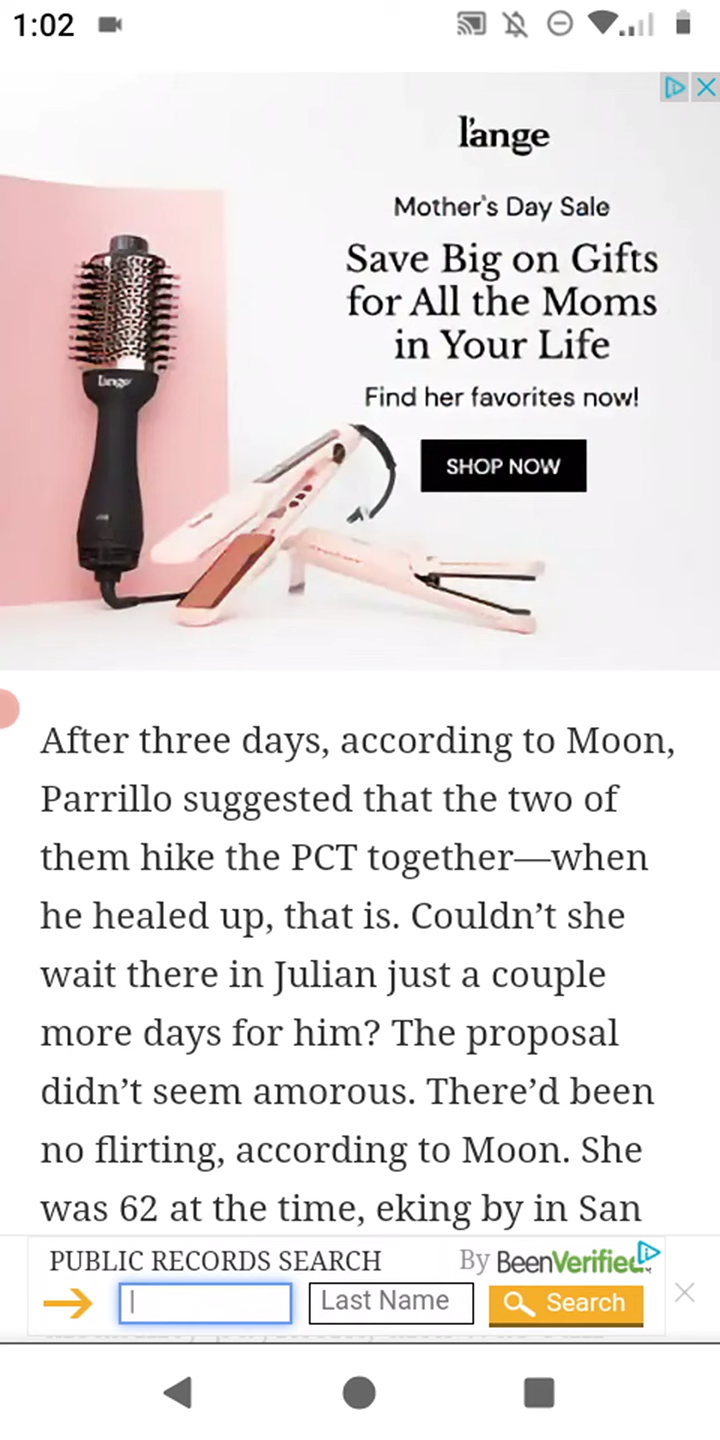 1:02
l'ange
Mother's Day Sale
Save Big on Gifts
for All the Moms
in Your Life
Find her favorites now!
SHOP NOW
l'ange
After three days, according to Moon,
Parrillo suggested that the two of
them hike the PCT together—when
he healed up, that is. Couldn’t she
wait there in Julian just a couple
more days for him? The proposal
didn’t seem amorous. There’d been
no flirting, according to Moon. She
was 62 at the time, eking by in San
PUBLIC RECORDS SEARCH By BeenVerified
Last Name Search